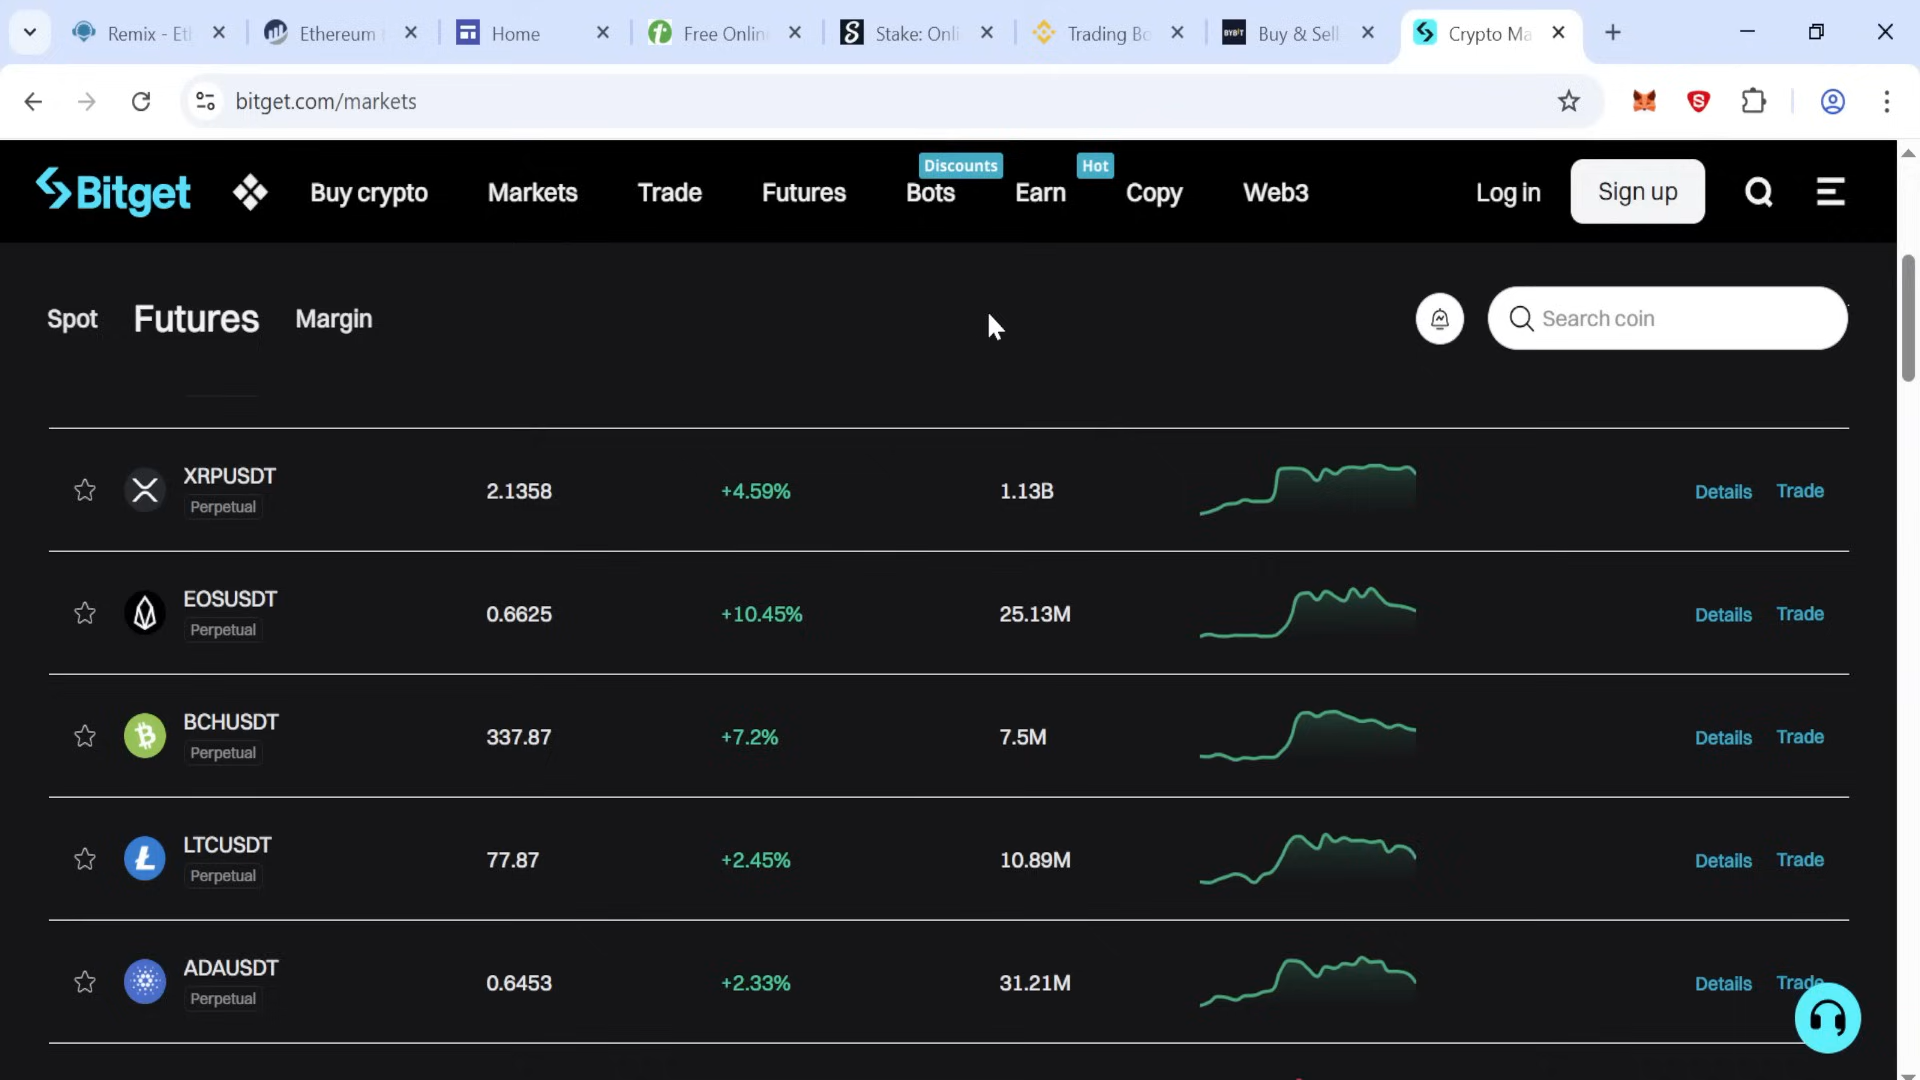 Remix - Et
Ethereum
Home
Free Onlin
Stake: Onli
Trading Bo
BYBIT
Buy & Sell
Crypto Ma
bitget.com/markets
Bitget
Buy crypto
Markets
Trade
Futures
Bots
Discounts
Earn
Hot
Copy
Web3
Log in
Sign up
Spot
Futures
Margin
Search coin
XRPUSDT
Perpetual
2.1358
+4.59%
1.13B
Details
Trade
EOSUSDT
Perpetual
0.6625
+10.45%
25.13M
Details
Trade
BCHUSDT
Perpetual
337.87
+7.2%
7.5M
Details
Trade
LTCUSDT
Perpetual
77.87
+2.45%
10.89M
Details
Trade
ADAUSDT
Perpetual
0.6453
+2.33%
31.21M
Details
Trade